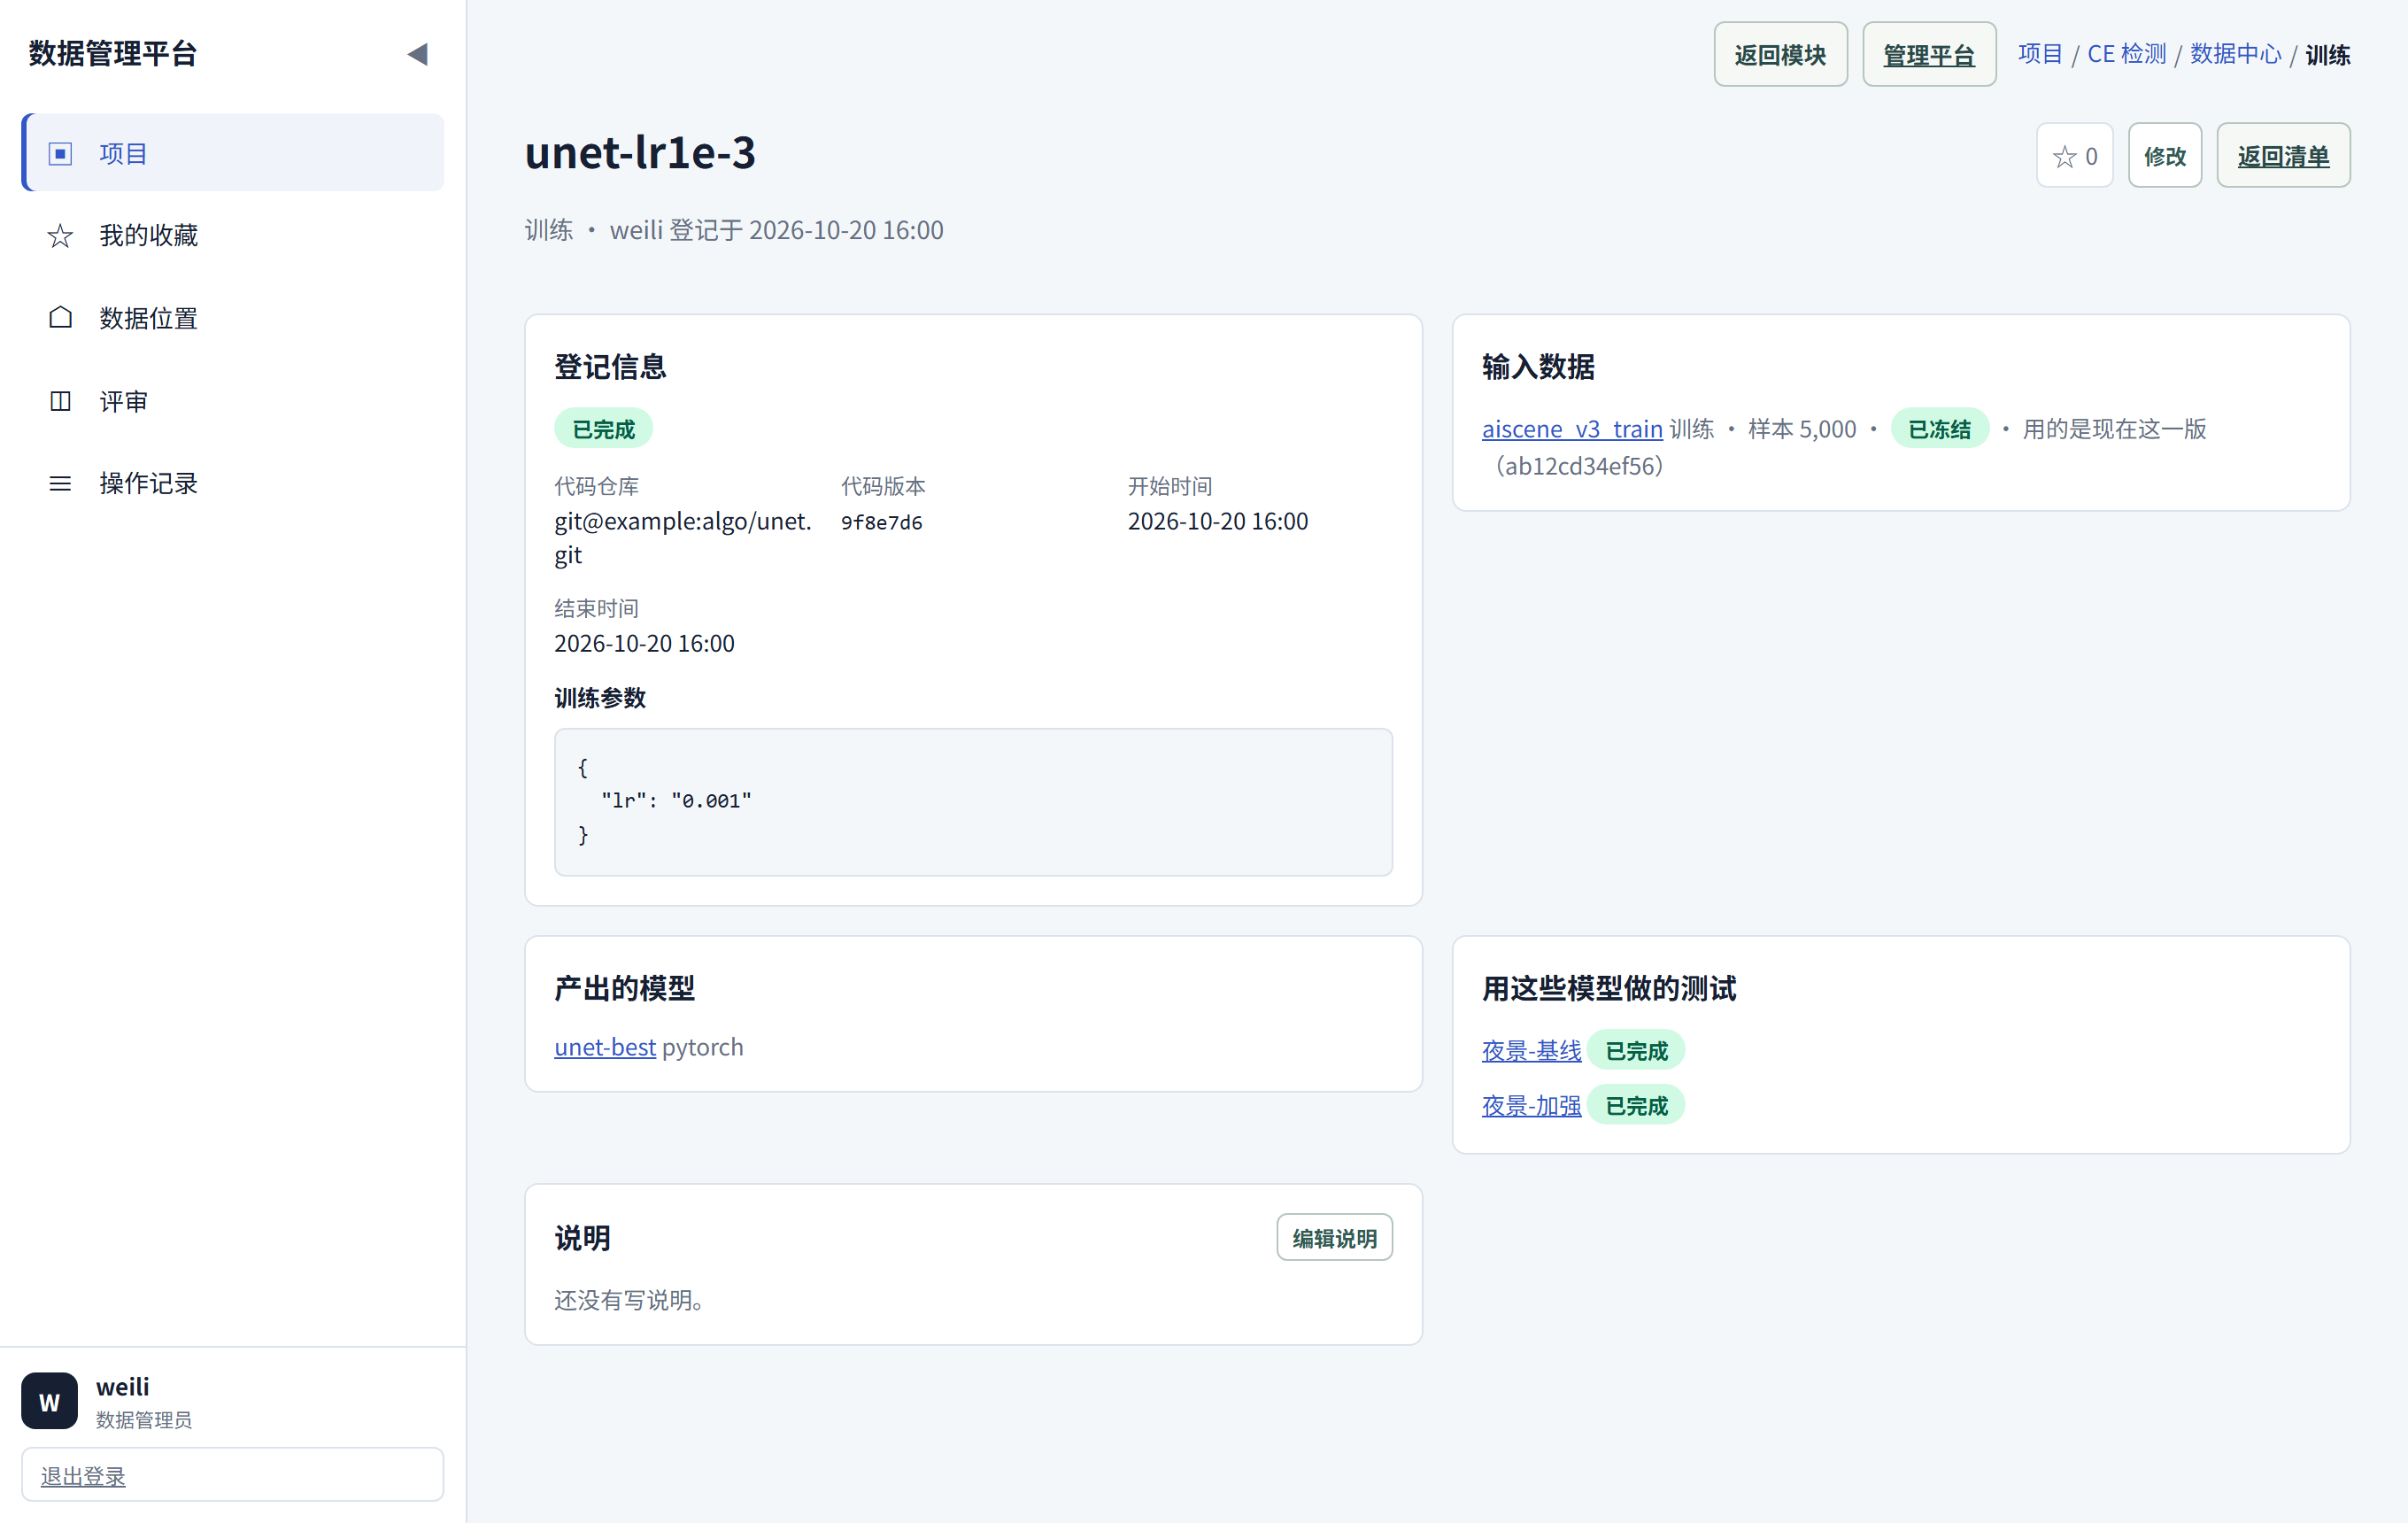 数据管理平台
项目
我的收藏
数据位置
评审
操作记录
W
weili
数据管理员
退出登录
返回模块
管理平台
项目 / CE 检测 / 数据中心 / 训练
unet-lr1e-3
☆ 0
修改
返回清单
训练 • weili 登记于 2026-10-20 16:00
登记信息
已完成
代码仓库
git@example:algo/unet.
git
代码版本
9f8e7d6
开始时间
2026-10-20 16:00
结束时间
2026-10-20 16:00
训练参数
{
"lr": "0.001"
}
输入数据
aiscene_v3_train 训练 • 样本 5,000 • 已冻结 • 用的是现在这一版
（ab12cd34ef56）
产出的模型
unet-best pytorch
用这些模型做的测试
夜景-基线 已完成
夜景-加强 已完成
说明
编辑说明
还没有写说明。